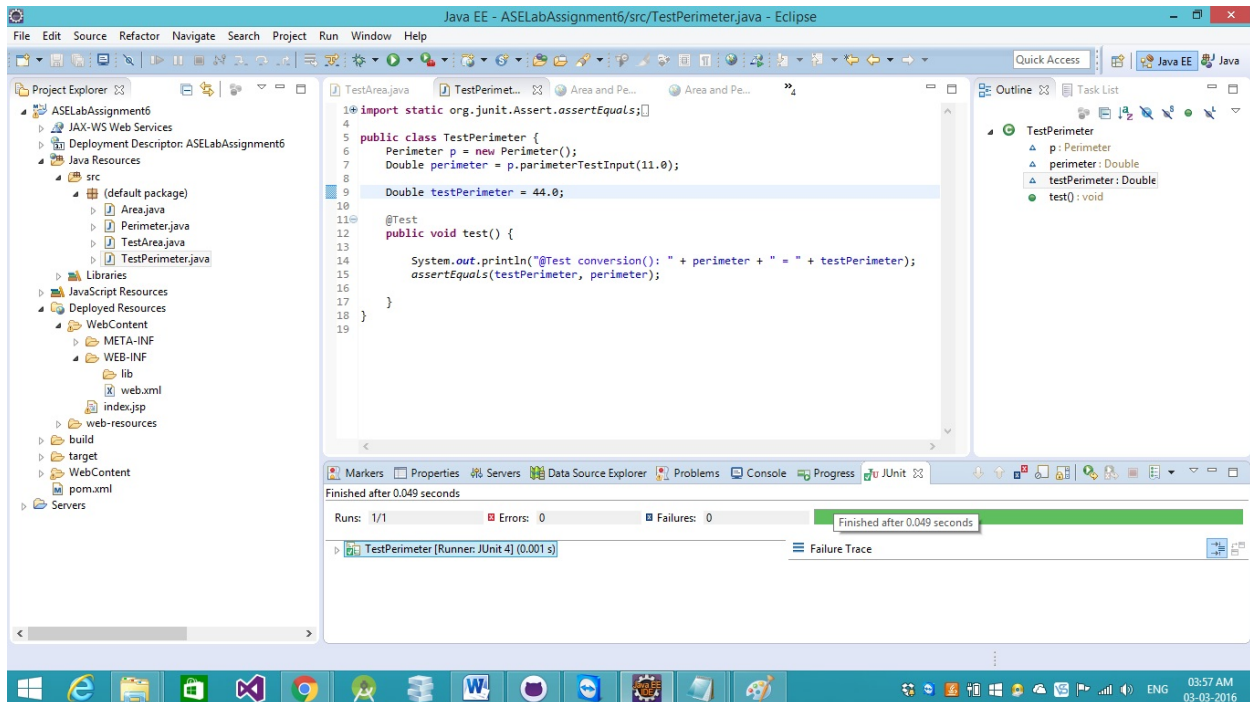 Java EE - ASELabAssignment6/src/TestPerimeter.java - Eclipse
File Edit Source Refactor Navigate Search Project Run Window Help
Quick Access Java EE Java
Project Explorer
ASELabAssignment6
JAX-WS Web Services
Deployment Descriptor: ASELabAssignment6
Java Resources
src
(default package)
Area.java
Perimeter.java
TestArea.java
TestPerimeter.java
Libraries
JavaScript Resources
Deployed Resources
WebContent
META-INF
WEB-INF
lib
web.xml
index.jsp
web-resources
build
target
WebContent
pom.xml
Servers
TestArea.java TestPerimet... Area and Pe... Area and Pe... »4
1 import static org.junit.Assert.assertEquals;
4
5 public class TestPerimeter {
6 Perimeter p = new Perimeter();
7 Double perimeter = p.parimeterTestInput(11.0);
8
9 Double testPerimeter = 44.0;
10
11 @Test
12 public void test() {
13
14 System.out.println("@Test conversion(): " + perimeter + " = " + testPerimeter);
15 assertEquals(testPerimeter, perimeter);
16
17 }
18 }
19
Outline Task List
TestPerimeter
p : Perimeter
perimeter : Double
testPerimeter : Double
test() : void
Markers Properties Servers Data Source Explorer Problems Console Progress JUnit
Finished after 0.049 seconds
Runs: 1/1 Errors: 0 Failures: 0
Finished after 0.049 seconds
TestPerimeter [Runner: JUnit 4] (0.001 s)
Failure Trace
ENG
03:57 AM
03-03-2016